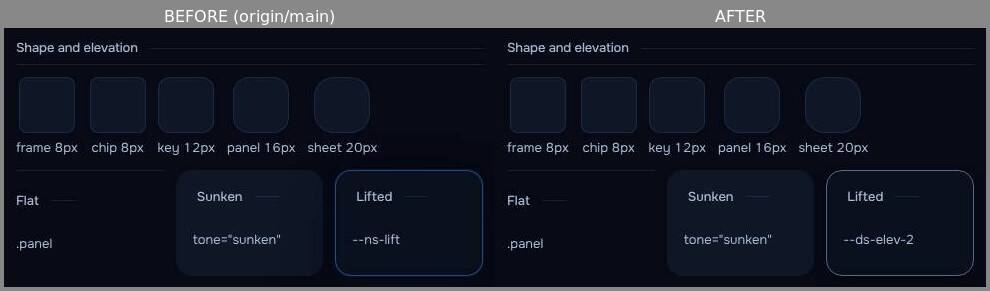 BEFORE (origin/main)
Shape and elevation
frame 8px chip 8px key 12px panel 16px sheet 20px
Flat
.panel
Sunken
tone="sunken"
Lifted
--ns-lift
AFTER
Shape and elevation
frame 8px chip 8px key 12px panel 16px sheet 20px
Flat
.panel
Sunken
tone="sunken"
Lifted
--ds-elev-2